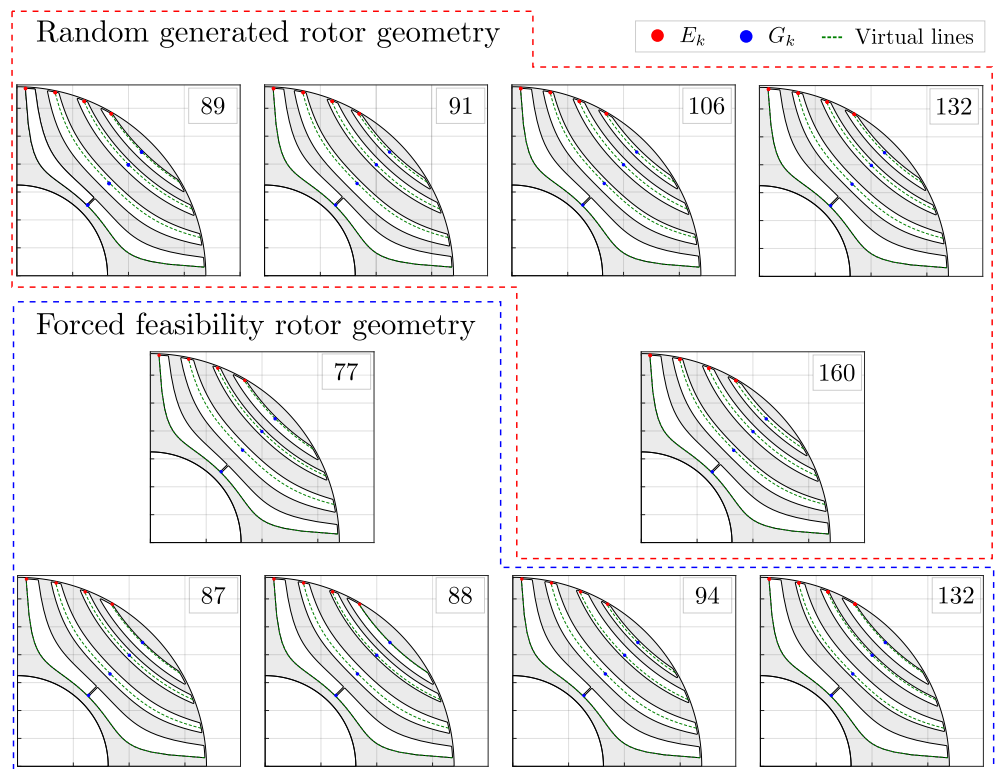 Random generated rotor geometry
E_k G_k Virtual lines
89 91 106 132
Forced feasibility rotor geometry
77 160
87 88 94 132